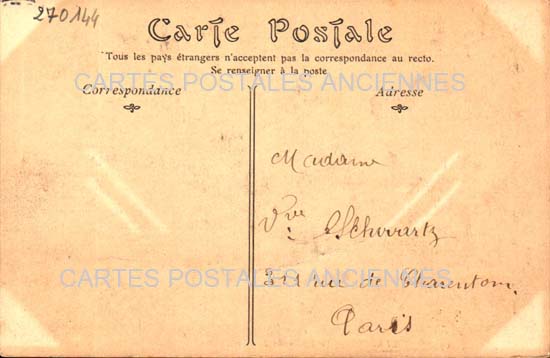 270144
Carte Postale
Tous les pays étrangers n'acceptent pas la correspondance au recto.
Se renseigner à la poste
CARTES POSTALES ANCIENNES
Correspondance
Adresse
Madame
Vve Schwartz
CARTES POSTALES ANCIENNES
rue de Charenton,
Paris